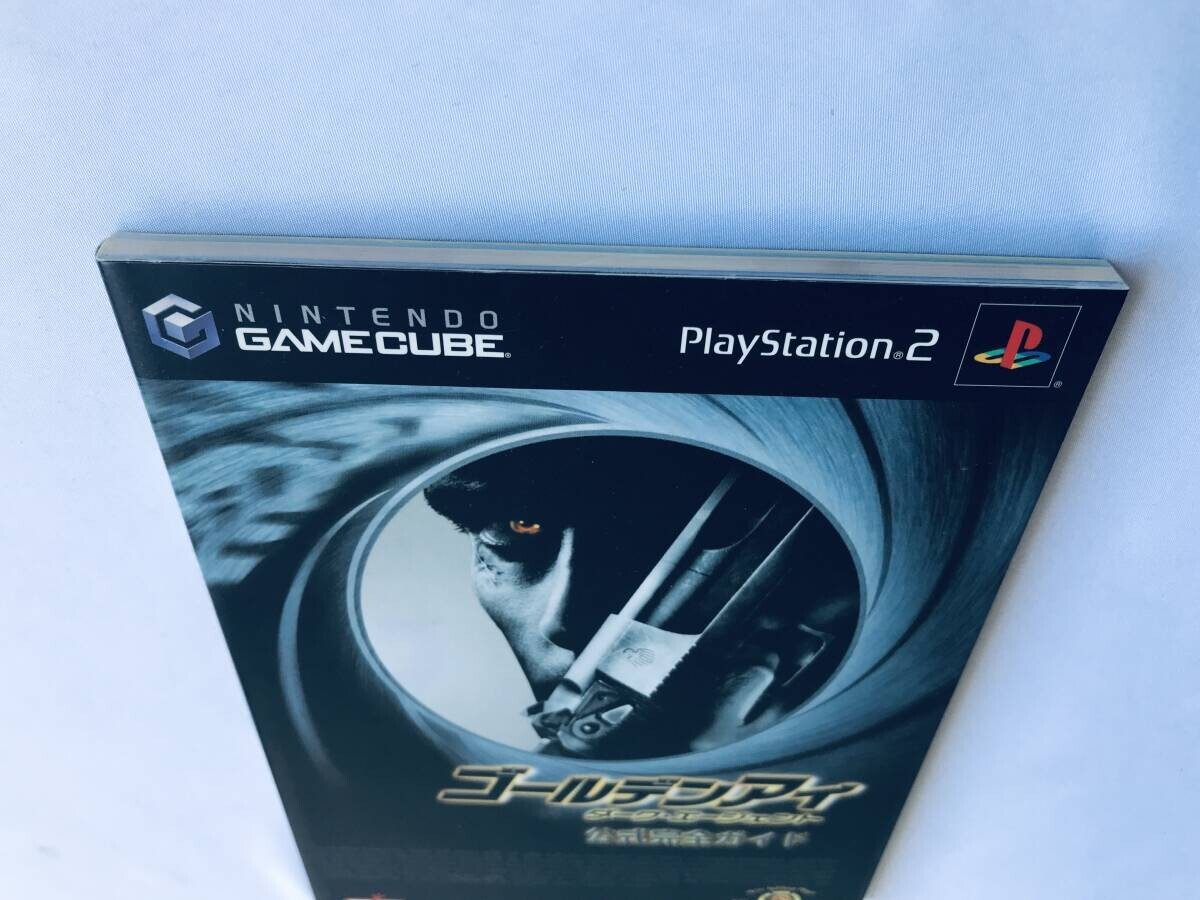 NINTENDO
GAMECUBE®
PlayStation®2
®
ゴールデンアイ
ダーク・エージェント
公式完全ガイド